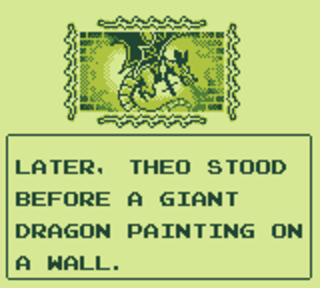 LATER, THEO STOOD
BEFORE A GIANT
DRAGON PAINTING ON
A WALL.